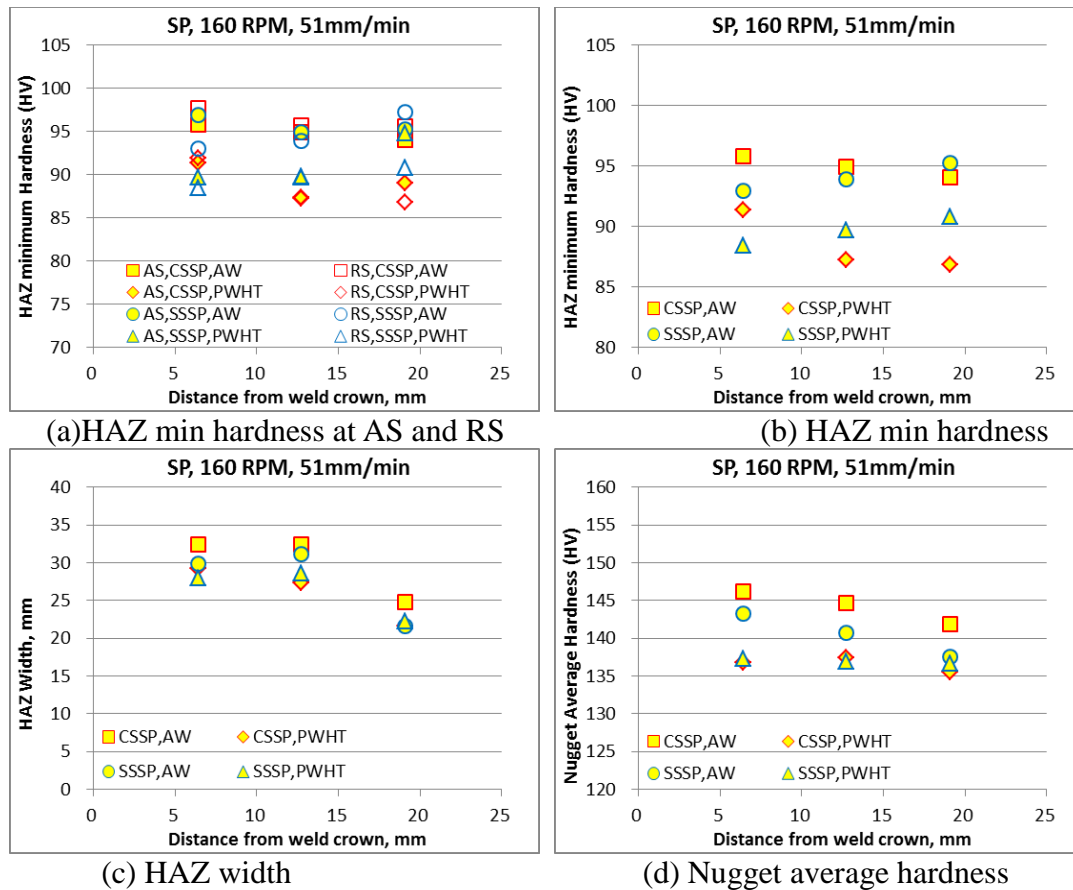 SP, 160 RPM, 51mm/min
HAZ minimum Hardness (HV)
105
100
95
90
85
80
75
70
AS,CSSP,AW RS,CSSP,AW
AS,CSSP,PWHT RS,CSSP,PWHT
AS,SSSP,AW RS,SSSP,AW
AS,SSSP,PWHT RS,SSSP,PWHT
0 5 10 15 20 25
Distance from weld crown, mm
(a)HAZ min hardness at AS and RS
SP, 160 RPM, 51mm/min
HAZ minimum Hardness (HV)
105
100
95
90
85
80
CSSP,AW CSSP,PWHT
SSSP,AW SSSP,PWHT
0 5 10 15 20 25
Distance from weld crown, mm
(b) HAZ min hardness
SP, 160 RPM, 51mm/min
HAZ Width, mm
40
35
30
25
20
15
10
5
0
CSSP,AW CSSP,PWHT
SSSP,AW SSSP,PWHT
0 5 10 15 20 25
Distance from weld crown, mm
(c) HAZ width
SP, 160 RPM, 51mm/min
Nugget Average Hardness (HV)
160
155
150
145
140
135
130
125
120
CSSP,AW CSSP,PWHT
SSSP,AW SSSP,PWHT
0 5 10 15 20 25
Distance from weld crown, mm
(d) Nugget average hardness